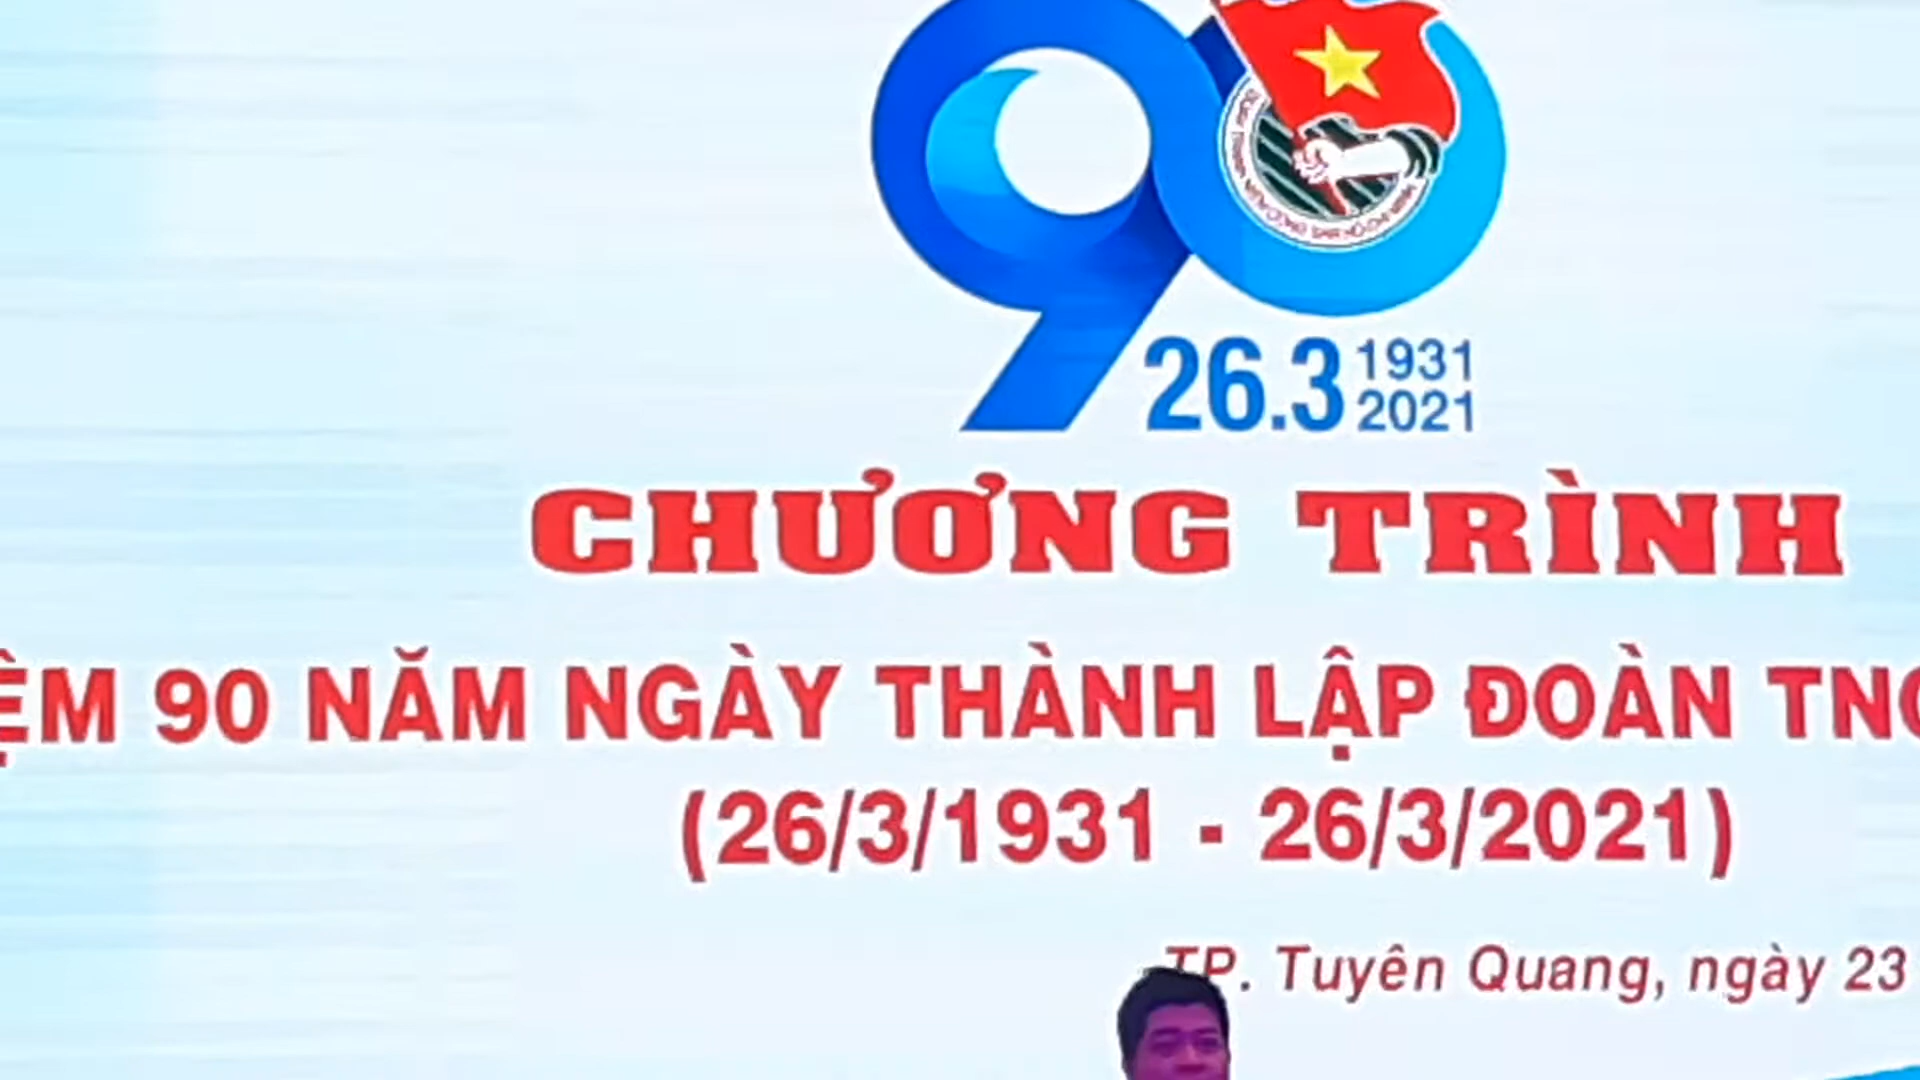 90
26.3 1931
2021
CHƯƠNG TRÌNH
ỆM 90 NĂM NGÀY THÀNH LẬP ĐOÀN TNC
(26/3/1931 - 26/3/2021)
TP. Tuyên Quang, ngày 23